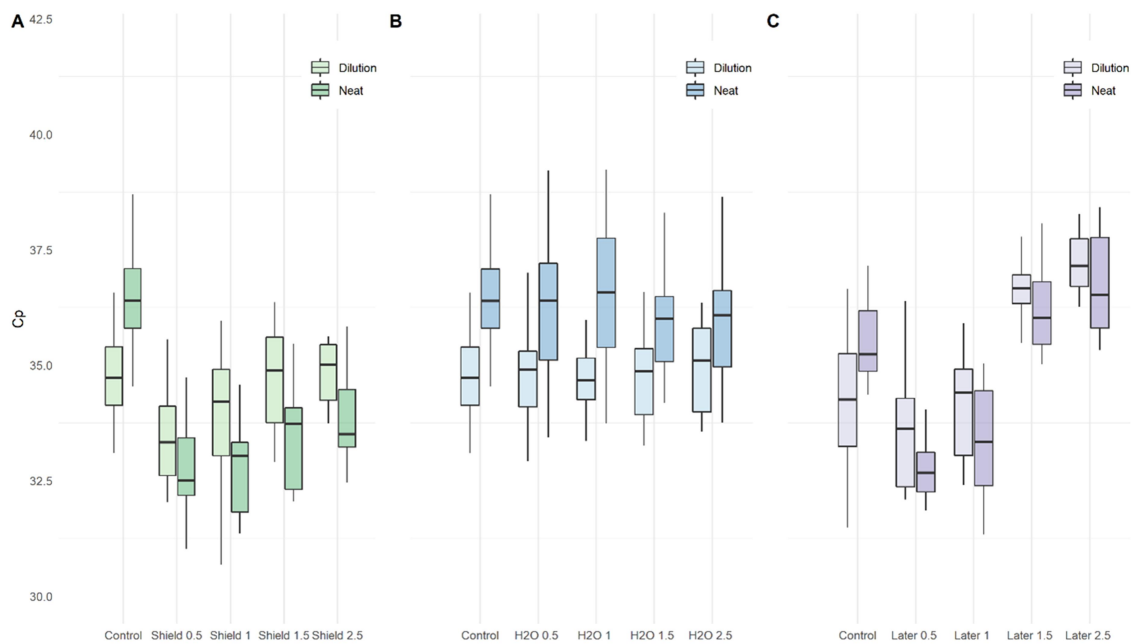 A
B
C
42.5
40.0
37.5
35.0
32.5
30.0
Cp
Dilution
Neat
Dilution
Neat
Dilution
Neat
Control Shield 0.5 Shield 1 Shield 1.5 Shield 2.5
Control H2O 0.5 H2O 1 H2O 1.5 H2O 2.5
Control Later 0.5 Later 1 Later 1.5 Later 2.5